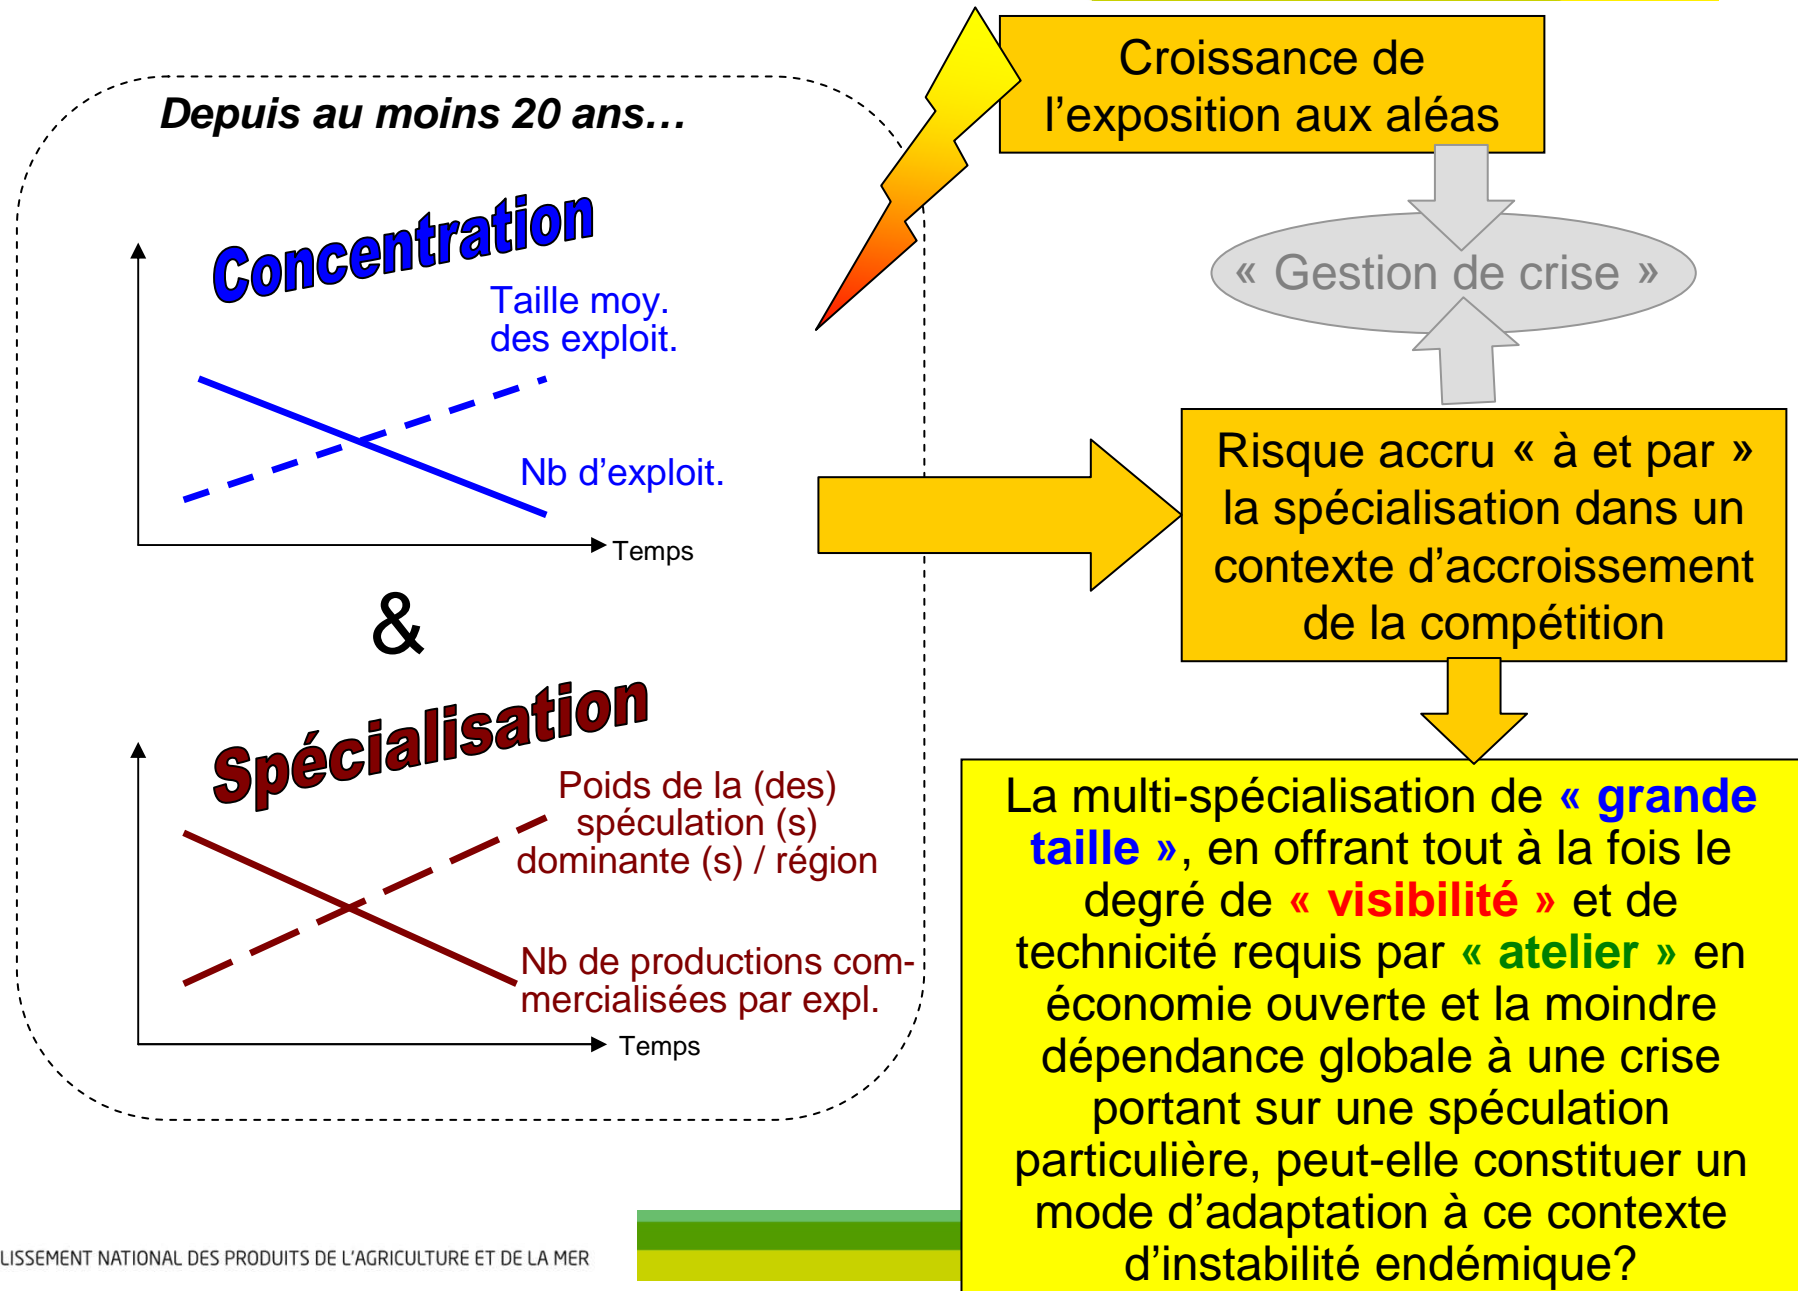 Depuis au moins 20 ans…
Concentration
Taille moy.
des exploit.
Nb d’exploit.
Temps
&
Spécialisation
Poids de la (des)
spéculation (s)
dominante (s) / région
Nb de productions com-
mercialisées par expl.
Temps
Croissance de
l’exposition aux aléas
« Gestion de crise »
Risque accru « à et par »
la spécialisation dans un
contexte d’accroissement
de la compétition
La multi-spécialisation de « grande
taille », en offrant tout à la fois le
degré de « visibilité » et de
technicité requis par « atelier » en
économie ouverte et la moindre
dépendance globale à une crise
portant sur une spéculation
particulière, peut-elle constituer un
mode d’adaptation à ce contexte
d’instabilité endémique?
LISSEMENT NATIONAL DES PRODUITS DE L’AGRICULTURE ET DE LA MER